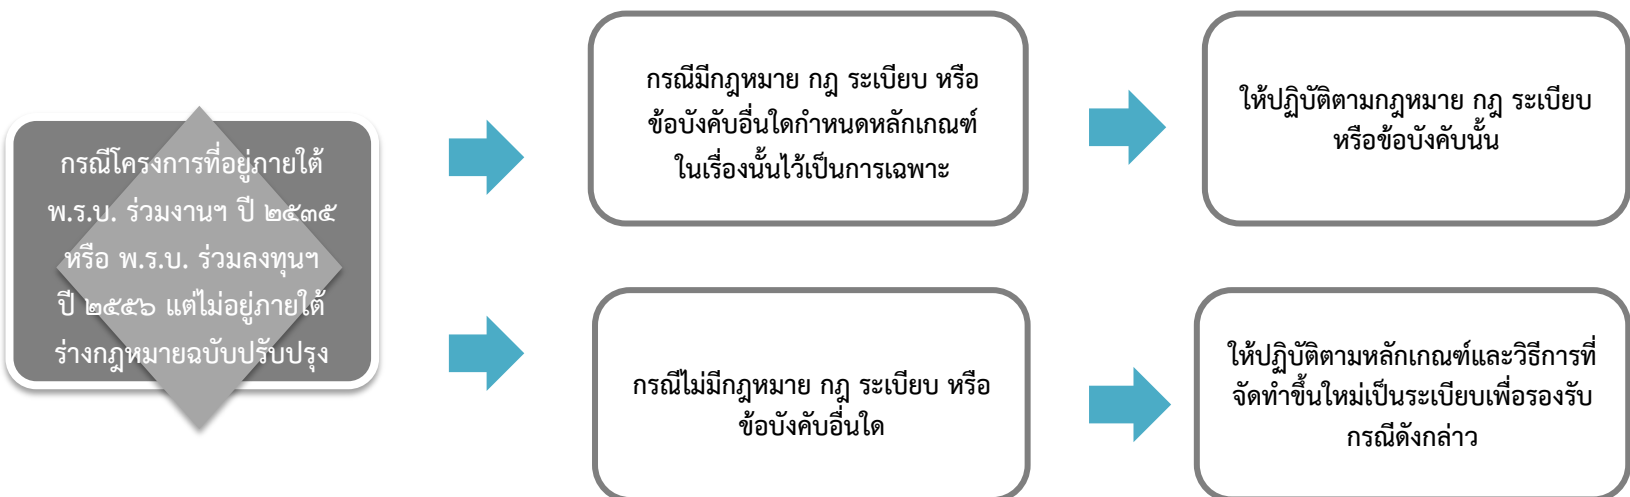 กรณีโครงการที่อยู่ภายใต้
พ.ร.บ. ร่วมงานฯ ปี ๒๕๓๕
หรือ พ.ร.บ. ร่วมลงทุนฯ
ปี ๒๕๕๖ แต่ไม่อยู่ภายใต้
ร่างกฎหมายฉบับปรับปรุง
กรณีมีกฎหมาย กฎ ระเบียบ หรือ
ข้อบังคับอื่นใดกำหนดหลักเกณฑ์
ในเรื่องนั้นไว้เป็นการเฉพาะ
ให้ปฏิบัติตามกฎหมาย กฎ ระเบียบ
หรือข้อบังคับนั้น
กรณีไม่มีกฎหมาย กฎ ระเบียบ หรือ
ข้อบังคับอื่นใด
ให้ปฏิบัติตามหลักเกณฑ์และวิธีการที่
จัดทำขึ้นใหม่เป็นระเบียบเพื่อรองรับ
กรณีดังกล่าว